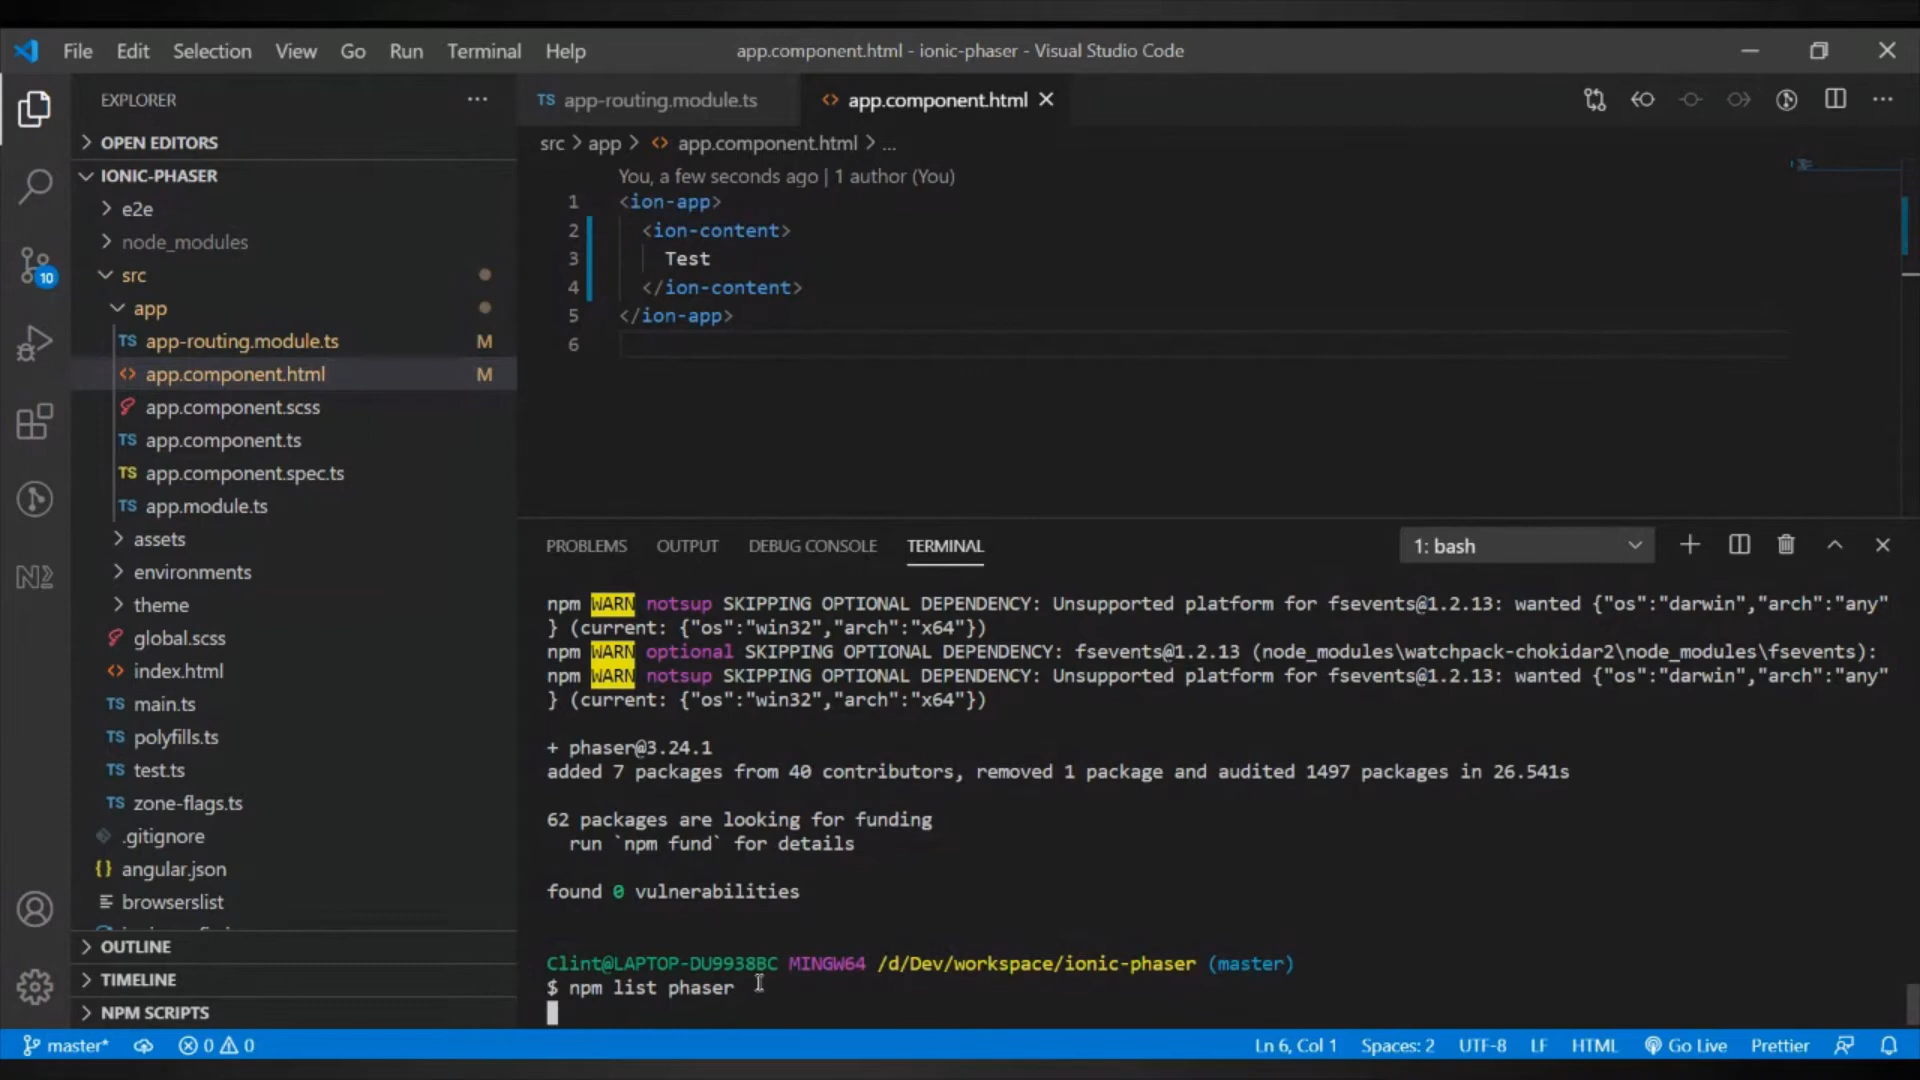 File Edit Selection View Go Run Terminal Help app.component.html - ionic-phaser - Visual Studio Code
EXPLORER
OPEN EDITORS
IONIC-PHASER
e2e
node_modules
src
app
TS app-routing.module.ts M
<> app.component.html M
app.component.scss
TS app.component.ts
TS app.component.spec.ts
TS app.module.ts
assets
environments
theme
global.scss
<> index.html
TS main.ts
TS polyfills.ts
TS test.ts
TS zone-flags.ts
.gitignore
{} angular.json
browserslist
OUTLINE
TIMELINE
NPM SCRIPTS
10
TS app-routing.module.ts <> app.component.html
src > app > <> app.component.html > ...
You, a few seconds ago | 1 author (You)
1 <ion-app>
2 <ion-content>
3 Test
4 </ion-content>
5 </ion-app>
6
PROBLEMS OUTPUT DEBUG CONSOLE TERMINAL 1: bash
npm WARN notsup SKIPPING OPTIONAL DEPENDENCY: Unsupported platform for fsevents@1.2.13: wanted {"os":"darwin","arch":"any"
} (current: {"os":"win32","arch":"x64"})
npm WARN optional SKIPPING OPTIONAL DEPENDENCY: fsevents@1.2.13 (node_modules\watchpack-chokidar2\node_modules\fsevents):
npm WARN notsup SKIPPING OPTIONAL DEPENDENCY: Unsupported platform for fsevents@1.2.13: wanted {"os":"darwin","arch":"any"
} (current: {"os":"win32","arch":"x64"})
+ phaser@3.24.1
added 7 packages from 40 contributors, removed 1 package and audited 1497 packages in 26.541s
62 packages are looking for funding
run `npm fund` for details
found 0 vulnerabilities
Clint@LAPTOP-DU9938BC MINGW64 /d/Dev/workspace/ionic-phaser (master)
$ npm list phaser
master* 0 0 Ln 6, Col 1 Spaces: 2 UTF-8 LF HTML Go Live Prettier